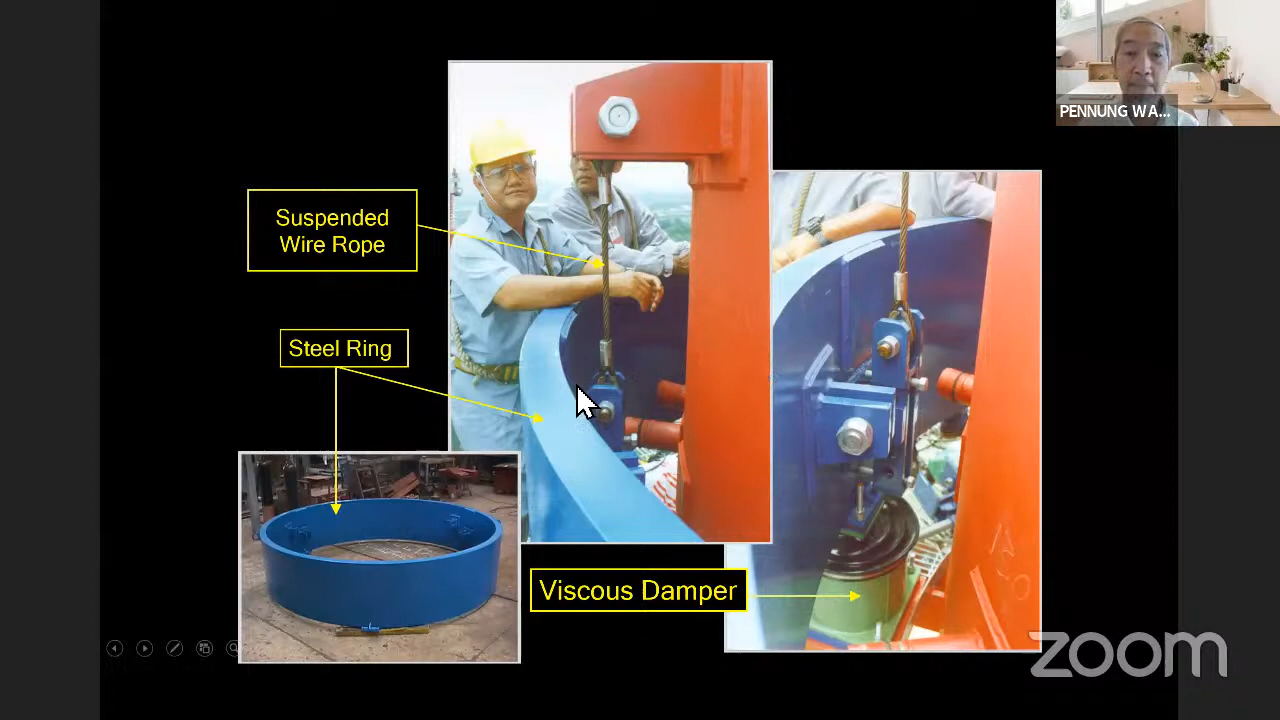 PENNUNG WA...
Suspended
Wire Rope
Steel Ring
Viscous Damper
zoom